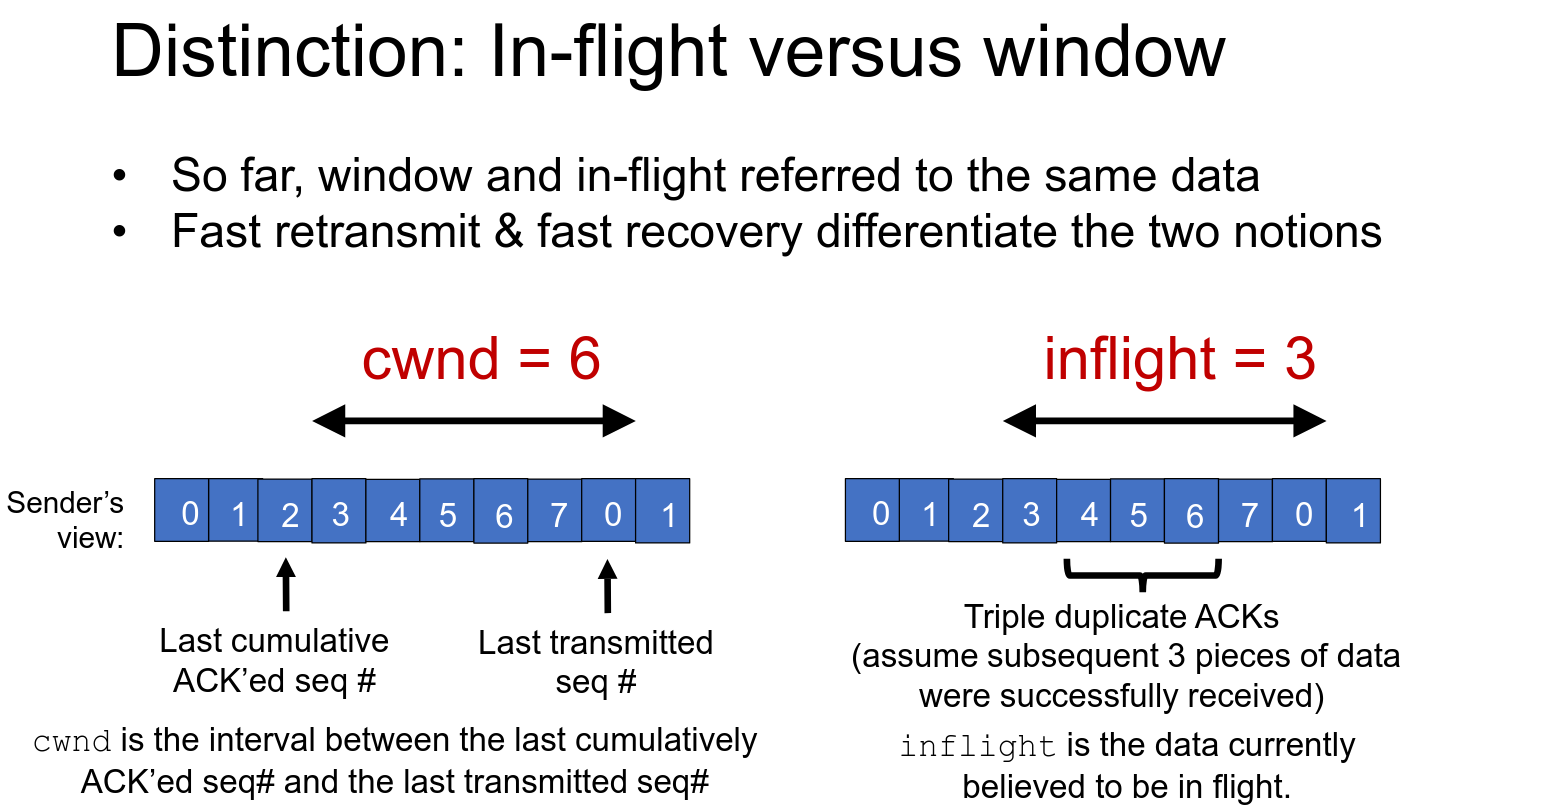 Distinction: In-flight versus window
• So far, window and in-flight referred to the same data
• Fast retransmit & fast recovery differentiate the two notions
cwnd = 6
Sender’s
view:
0 1 2 3 4 5 6 7 0 1
Last cumulative
ACK’ed seq #
Last transmitted
seq #
cwnd is the interval between the last cumulatively
ACK’ed seq# and the last transmitted seq#
inflight = 3
0 1 2 3 4 5 6 7 0 1
Triple duplicate ACKs
(assume subsequent 3 pieces of data
were successfully received)
inflight is the data currently
believed to be in flight.